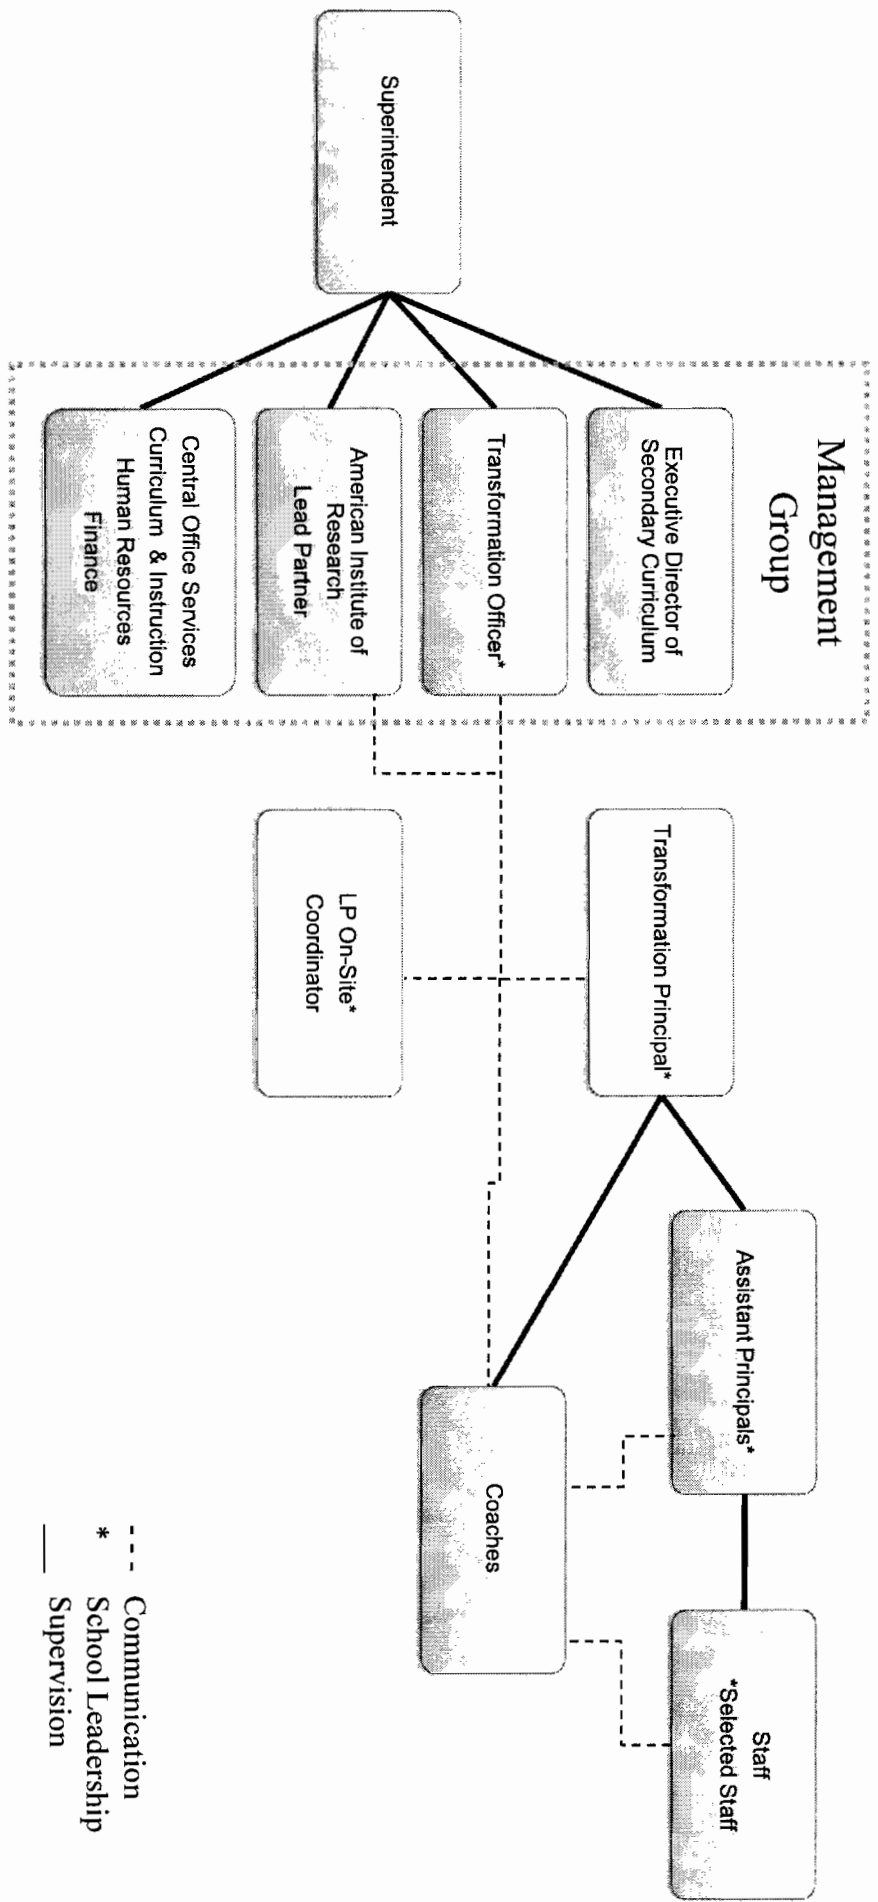 Superintendent
Management
Group
Executive Director of
Secondary Curriculum
Transformation Officer*
American Institute of
Research
Lead Partner
Central Office Services
Curriculum & Instruction
Human Resources
Finance
Transformation Principal*
LP On-Site*
Coordinator
Assistant Principals*
Coaches
Staff
*Selected Staff
--- Communication
* School Leadership
— Supervision